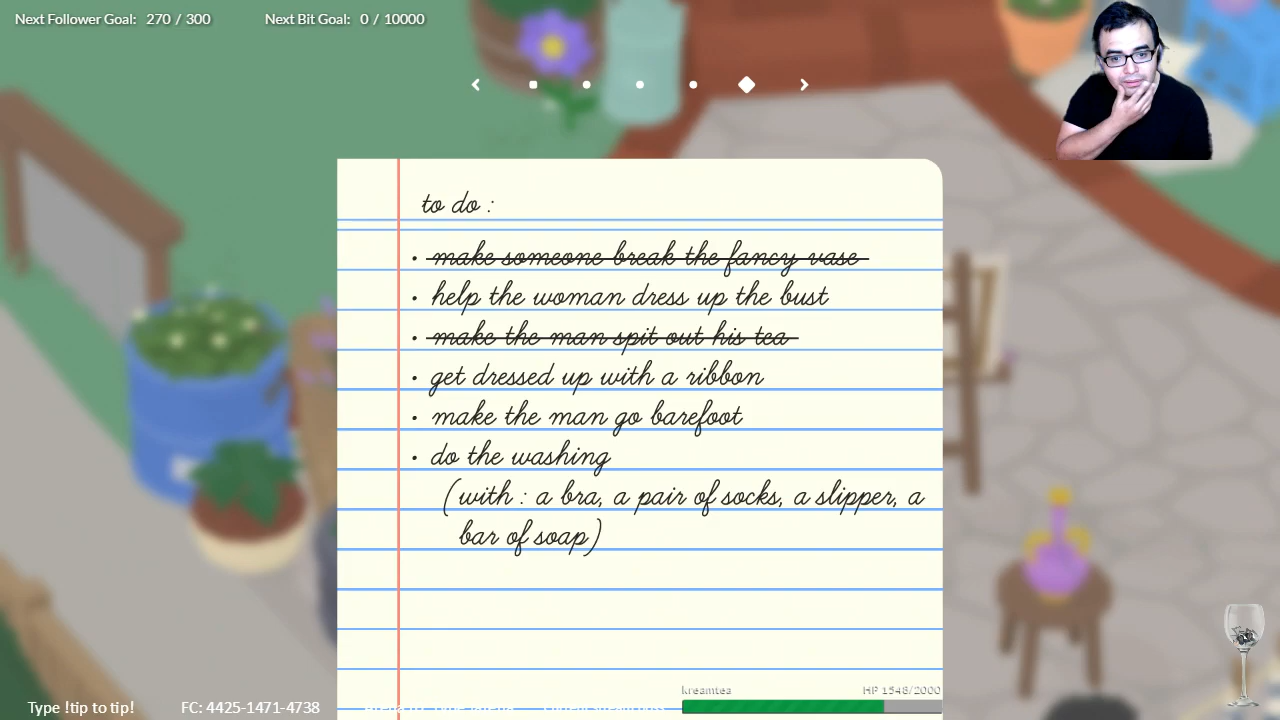 Next Follower Goal: 270 / 300 Next Bit Goal: 0 / 10000
to do :
• make someone break the fancy vase
• help the woman dress up the bust
• make the man spit out his tea
• get dressed up with a ribbon
• make the man go barefoot
• do the washing
(with : a bra, a pair of socks, a slipper, a
bar of soap)
kreamtea HP 1548/2000
Type !tip to tip! FC: 4425-1471-4738